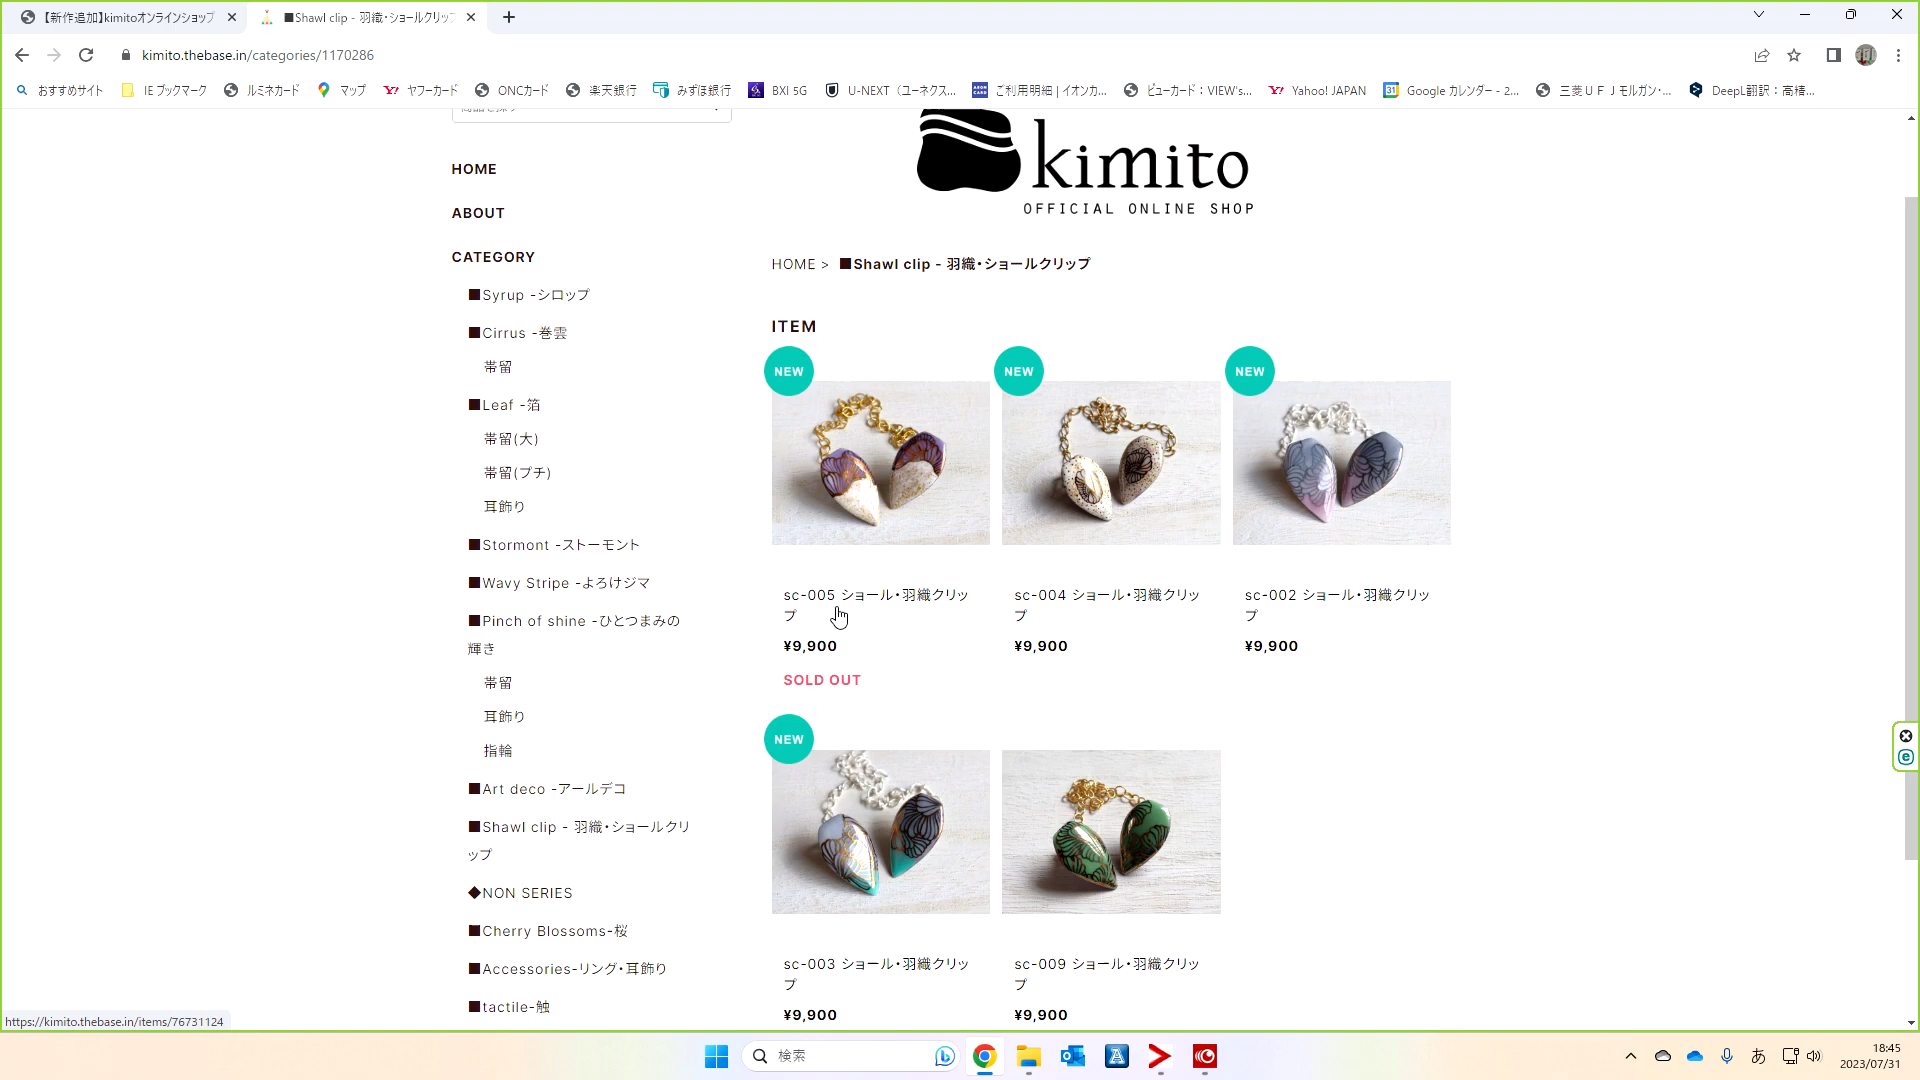 【新作追加】kimitoオンラインショップ
■Shawl clip - 羽織・ショールクリップ
kimito.thebase.in/categories/1170286
おすすめサイト
IE ブックマーク
ルミネカード
マップ
ヤフーカード
ONCカード
楽天銀行
みずほ銀行
BXI 5G
U-NEXT〈ユーネクス...
ご利用明細 | イオンカ...
ビューカード：VIEW's...
Yahoo! JAPAN
Google カレンダー - 2...
三菱ＵＦＪモルガン・...
DeepL翻訳：高精...
kimito
OFFICIAL ONLINE SHOP
HOME
ABOUT
CATEGORY
■Syrup -シロップ
■Cirrus -巻雲
帯留
■Leaf -箔
帯留(大)
帯留(プチ)
耳飾り
■Stormont -ストーモント
■Wavy Stripe -よろけジマ
■Pinch of shine -ひとつまみの
輝き
帯留
耳飾り
指輪
■Art deco -アールデコ
■Shawl clip - 羽織・ショールクリ
ップ
◆NON SERIES
■Cherry Blossoms-桜
■Accessories-リング・耳飾り
■tactile-触
HOME > ■Shawl clip - 羽織・ショールクリップ
ITEM
NEW
NEW
NEW
sc-005 ショール・羽織クリッ
プ
¥9,900
SOLD OUT
sc-004 ショール・羽織クリッ
プ
¥9,900
sc-002 ショール・羽織クリッ
プ
¥9,900
NEW
sc-003 ショール・羽織クリッ
プ
¥9,900
sc-009 ショール・羽織クリッ
プ
¥9,900
https://kimito.thebase.in/items/76731124
検索
あ
18:45
2023/07/31